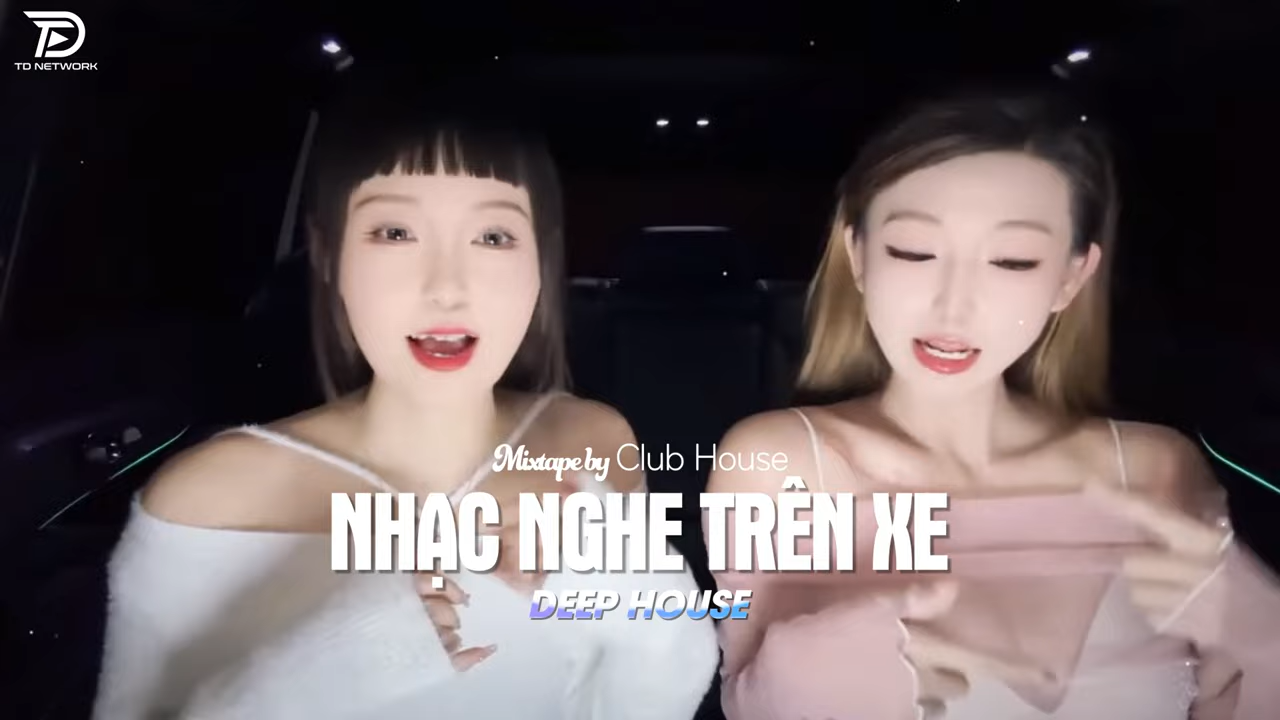 TD NETWORK
Mixtape by Club House
NHẠC NGHE TRÊN XE
DEEP HOUSE